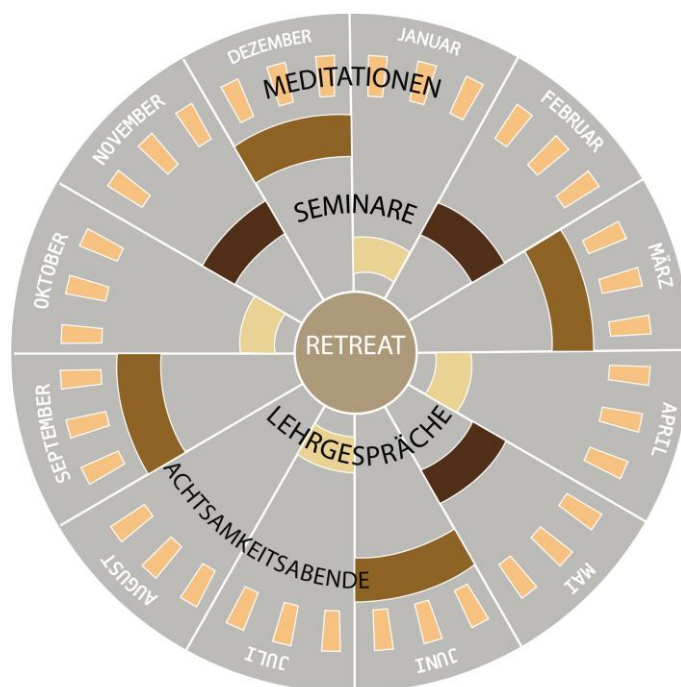 DEZEMBER
JANUAR
MEDITATIONEN
NOVEMBER
FEBRUAR
SEMINARE
OKTOBER
MÄRZ
RETREAT
SEPTEMBER
APRIL
LEHRGESPRÄCHE
ACHTSAMKEITSABENDE
AUGUST
MAI
JULI
JUNI